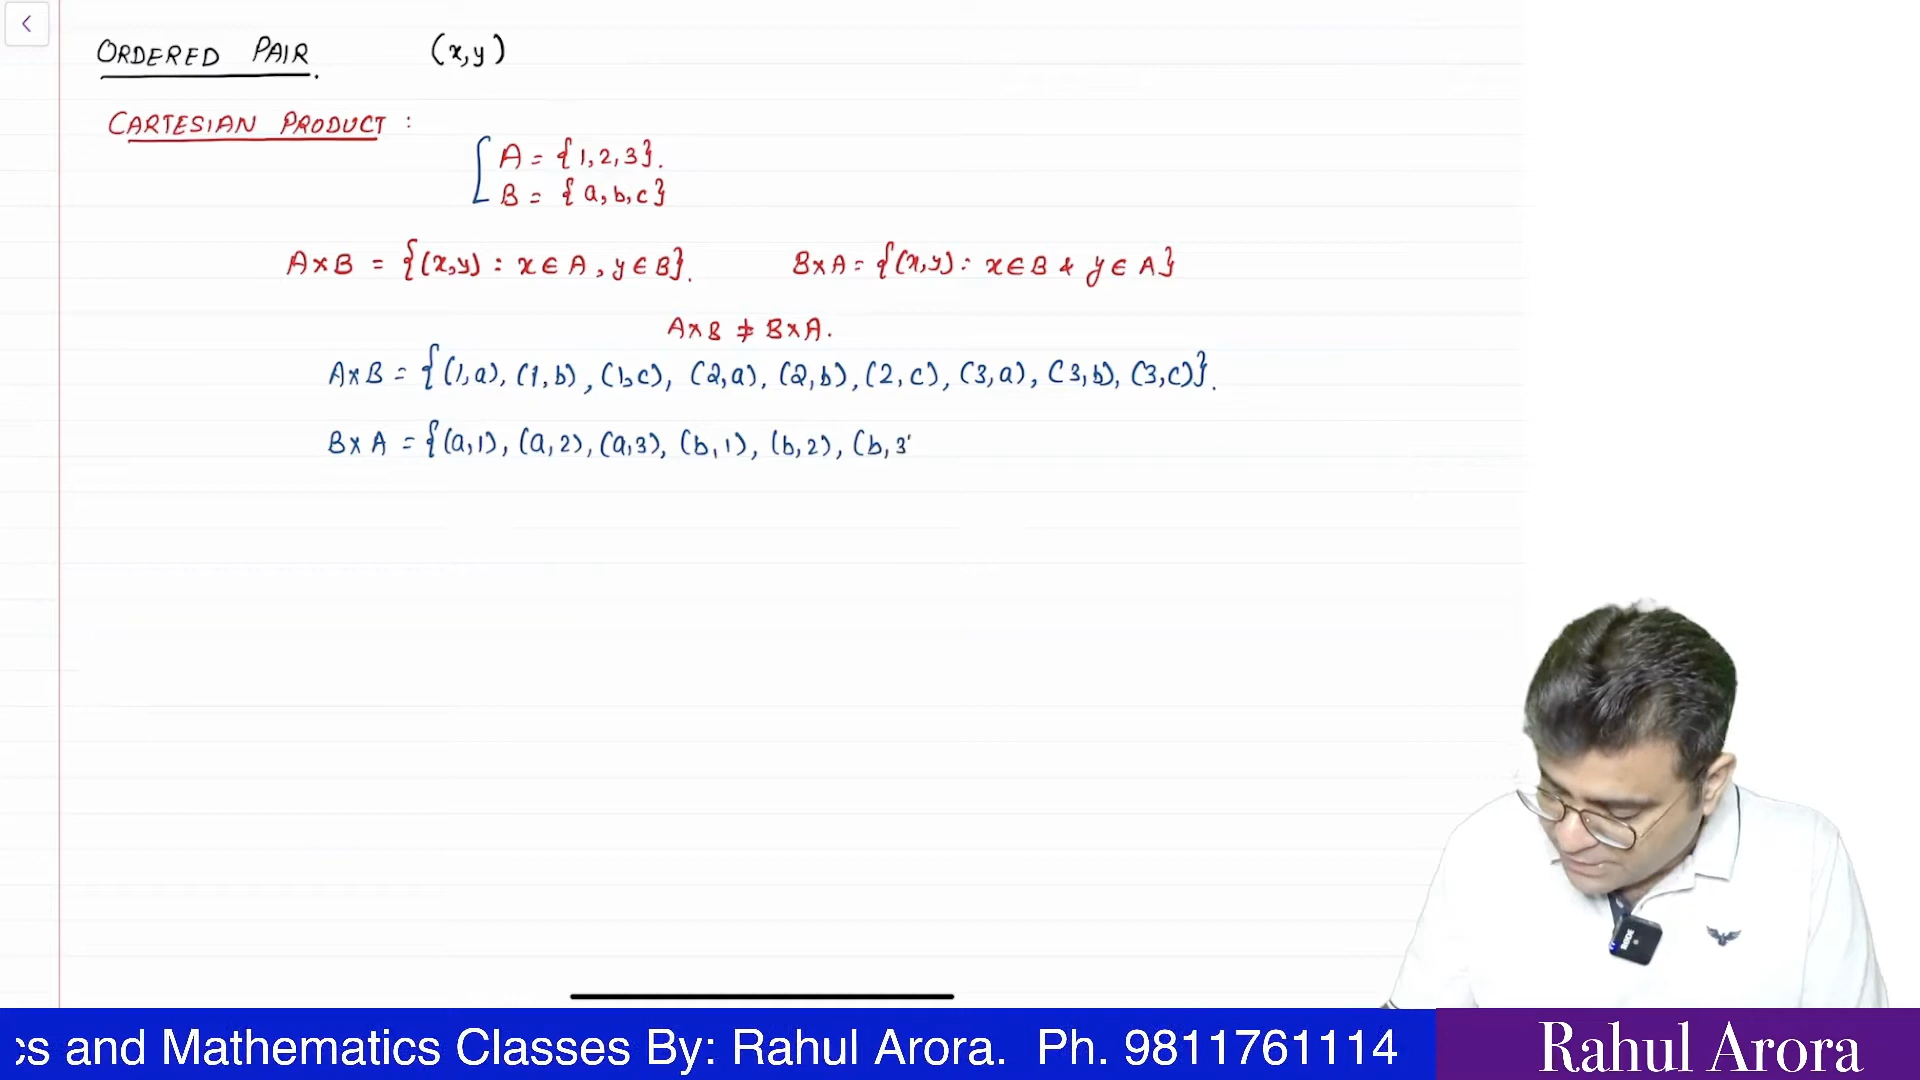 ORDERED PAIR. (x,y)
CARTESIAN PRODUCT :
A = {1,2,3}.
B = {a,b,c}
A×B = {(x,y) : x∈A, y∈B}. B×A = {(x,y) : x∈B & y∈A}
A×B ≠ B×A.
A×B = {(1,a), (1,b), (1,c), (2,a), (2,b), (2,c), (3,a), (3,b), (3,c)}.
B×A = {(a,1), (a,2), (a,3), (b,1), (b,2), (b,3
cs and Mathematics Classes By: Rahul Arora. Ph. 9811761114
Rahul Arora